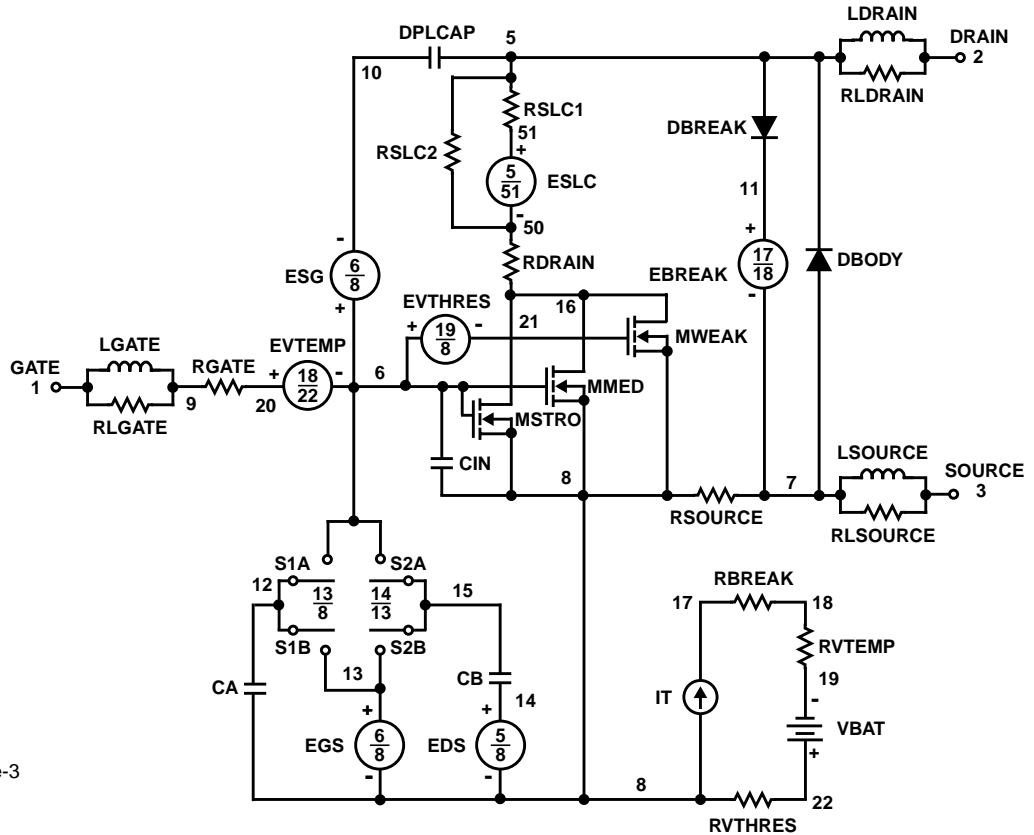 LDRAIN
DPLCAP
5
DRAIN
2
10
RLDRAIN
RSLC1
51
+
DBREAK
RSLC2
5
51
ESLC
11
-
50
-
+
RDRAIN
17
18
DBODY
6
8
ESG
EBREAK
-
+
EVTHRES
16
+
19
8
-
21
MWEAK
LGATE
EVTEMP
GATE
1
RGATE
+
18
22
-
6
MMED
9
20
MSTRO
RLGATE
LSOURCE
CIN
8
7
SOURCE
3
RSOURCE
RLSOURCE
S1A
S2A
12
13
8
14
13
15
RBREAK
17
18
S1B
S2B
RVTEMP
13
CB
19
CA
14
IT
-
+
+
VBAT
EGS
6
8
EDS
5
8
+
-
-
e-3
8
22
RVTHRES